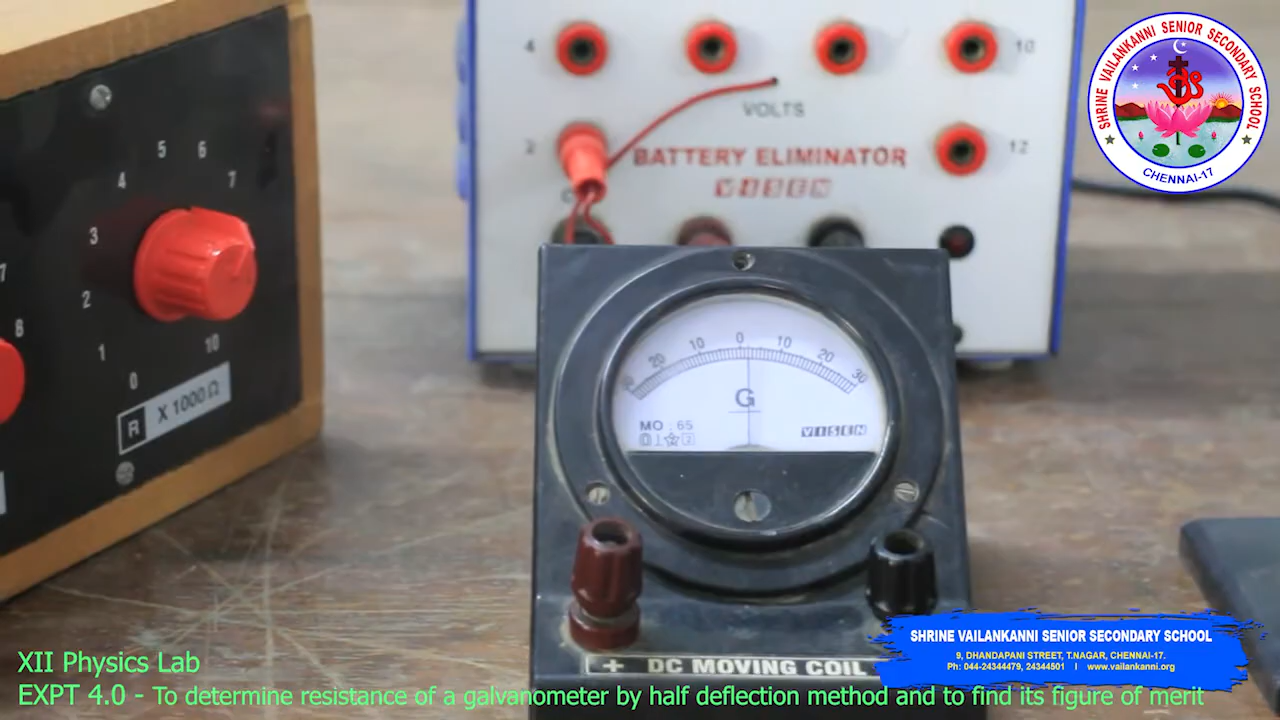 4
10
VOLTS
2
BATTERY ELIMINATOR
VISEN
12
SHRINE VAILANKANNI SENIOR SECONDARY SCHOOL
CHENNAI-17
5 6
4 7
3
2
1 10
0
R X 1000 Ω
7
8
30 20 10 0 10 20 30
G
MO : 65
VISEN
+ DC MOVING COIL
SHRINE VAILANKANNI SENIOR SECONDARY SCHOOL
9, DHANDAPANI STREET, T.NAGAR, CHENNAI-17.
Ph: 044-24344479, 24344501 I www.vailankanni.org
XII Physics Lab
EXPT 4.0 - To determine resistance of a galvanometer by half deflection method and to find its figure of merit